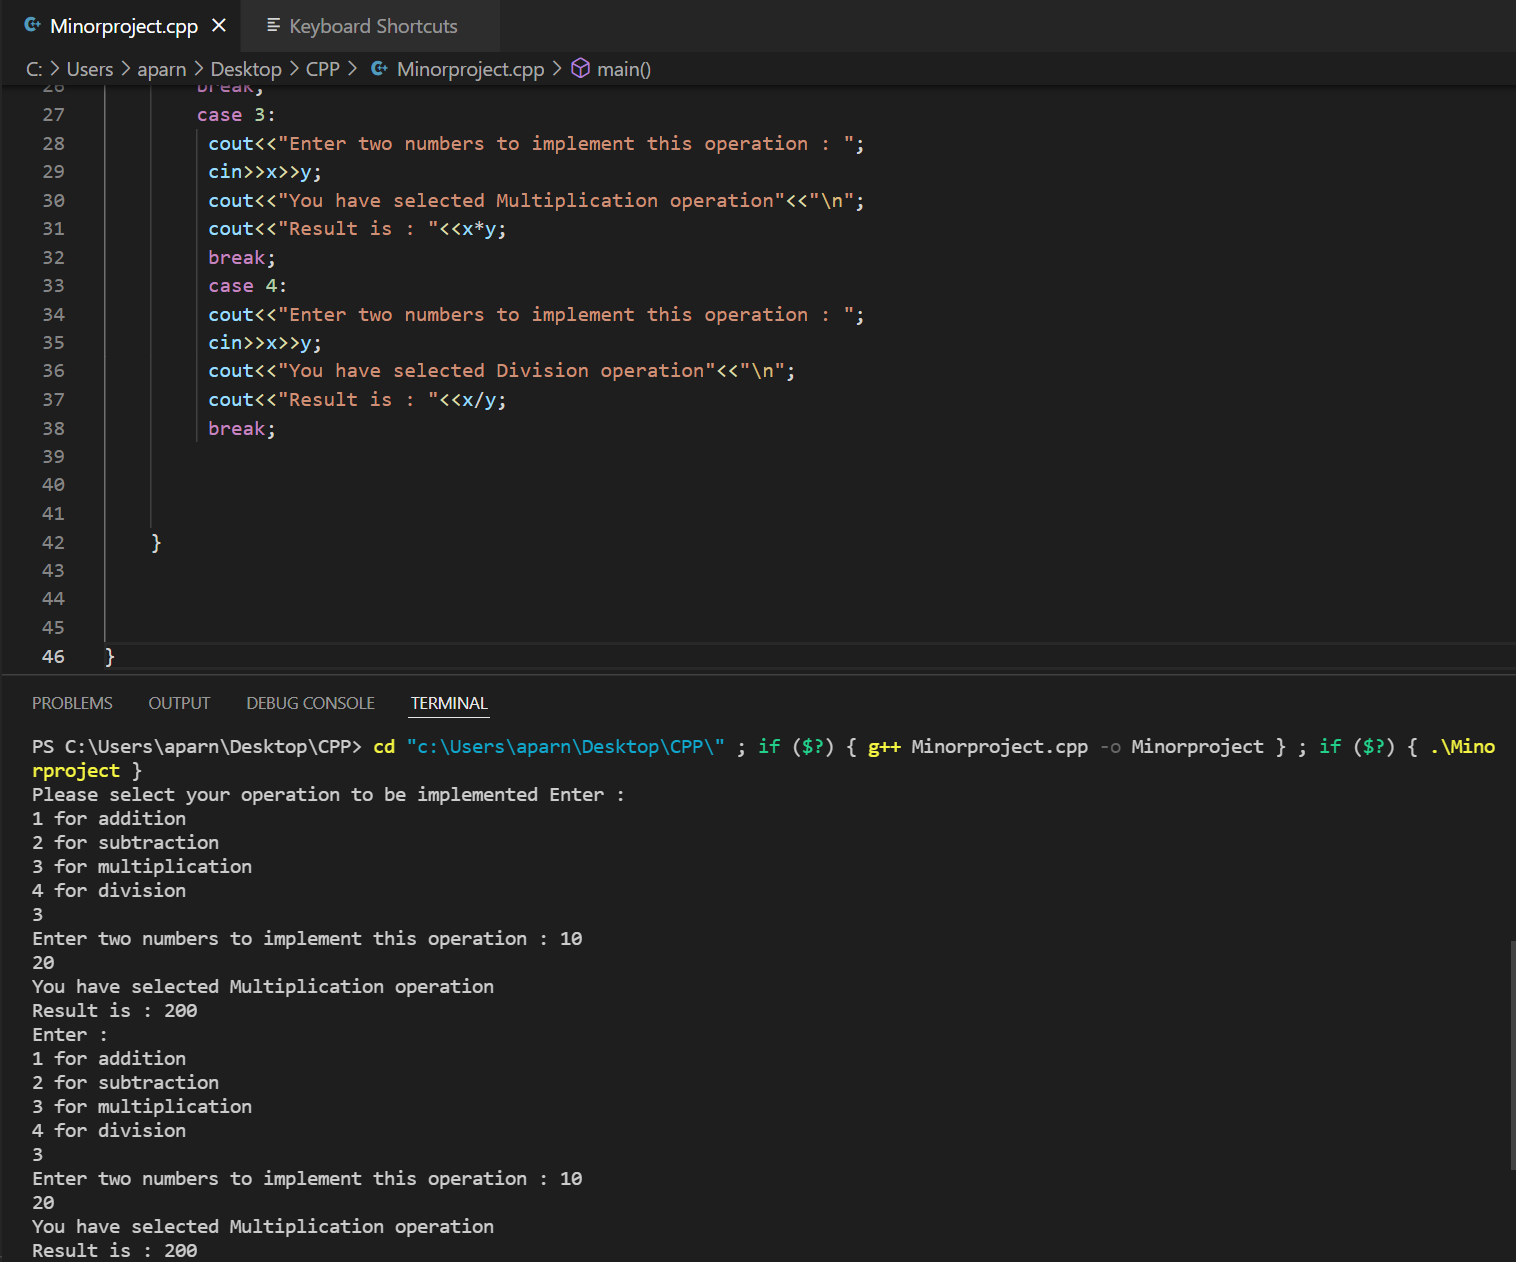 Minorproject.cpp Keyboard Shortcuts
C: > Users > aparn > Desktop > CPP > Minorproject.cpp > main()
26 break;
27 case 3:
28 cout<<"Enter two numbers to implement this operation : ";
29 cin>>x>>y;
30 cout<<"You have selected Multiplication operation"<<"\n";
31 cout<<"Result is : "<<x*y;
32 break;
33 case 4:
34 cout<<"Enter two numbers to implement this operation : ";
35 cin>>x>>y;
36 cout<<"You have selected Division operation"<<"\n";
37 cout<<"Result is : "<<x/y;
38 break;
39
40
41
42 }
43
44
45
46 }
PROBLEMS OUTPUT DEBUG CONSOLE TERMINAL
PS C:\Users\aparn\Desktop\CPP> cd "c:\Users\aparn\Desktop\CPP\" ; if ($?) { g++ Minorproject.cpp -o Minorproject } ; if ($?) { .\Mino
rproject }
Please select your operation to be implemented Enter :
1 for addition
2 for subtraction
3 for multiplication
4 for division
3
Enter two numbers to implement this operation : 10
20
You have selected Multiplication operation
Result is : 200
Enter :
1 for addition
2 for subtraction
3 for multiplication
4 for division
3
Enter two numbers to implement this operation : 10
20
You have selected Multiplication operation
Result is : 200